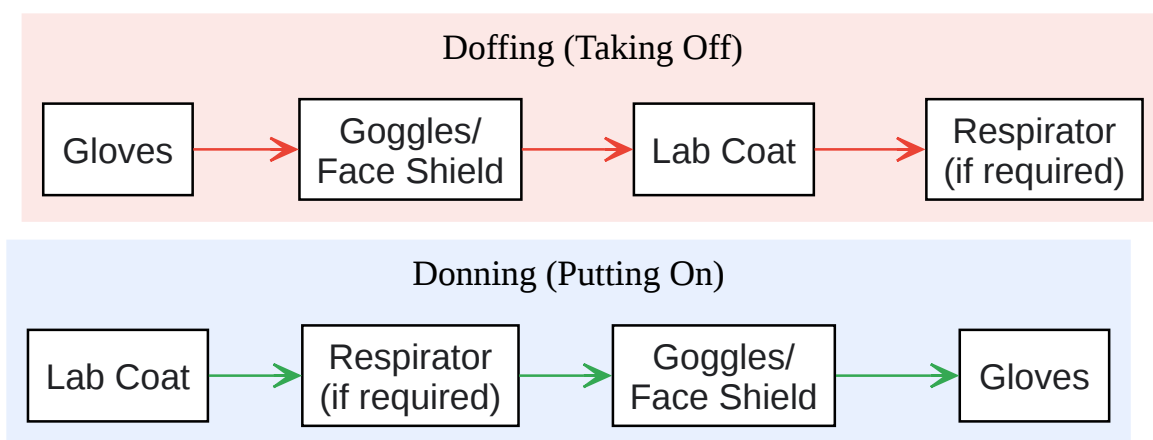 Doffing (Taking Off)
Gloves
Goggles/
Face Shield
Lab Coat
Respirator
(if required)
Donning (Putting On)
Lab Coat
Respirator
(if required)
Goggles/
Face Shield
Gloves